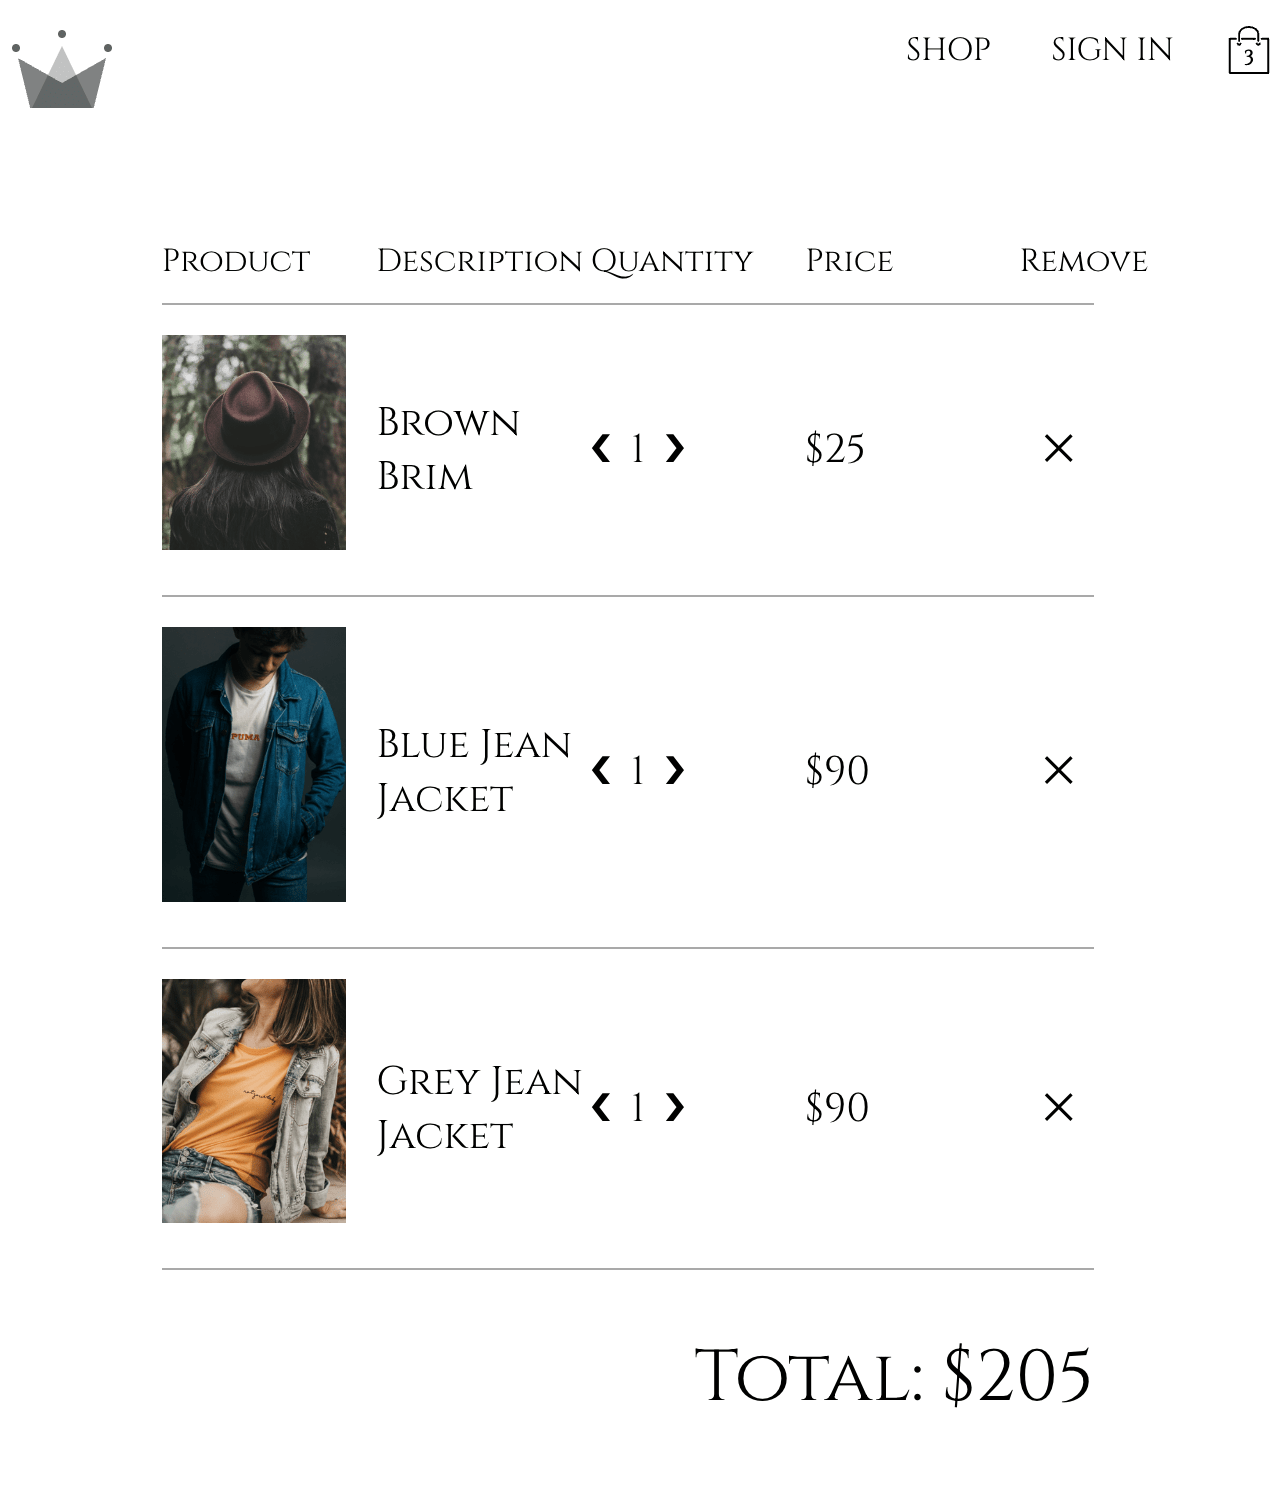 SHOP SIGN IN 3
Product Description Quantity Price Remove
Brown
Brim
❮ 1 ❯ $25 ✕
PUMA
Blue Jean
Jacket
❮ 1 ❯ $90 ✕
Grey Jean
Jacket
❮ 1 ❯ $90 ✕
Total: $205